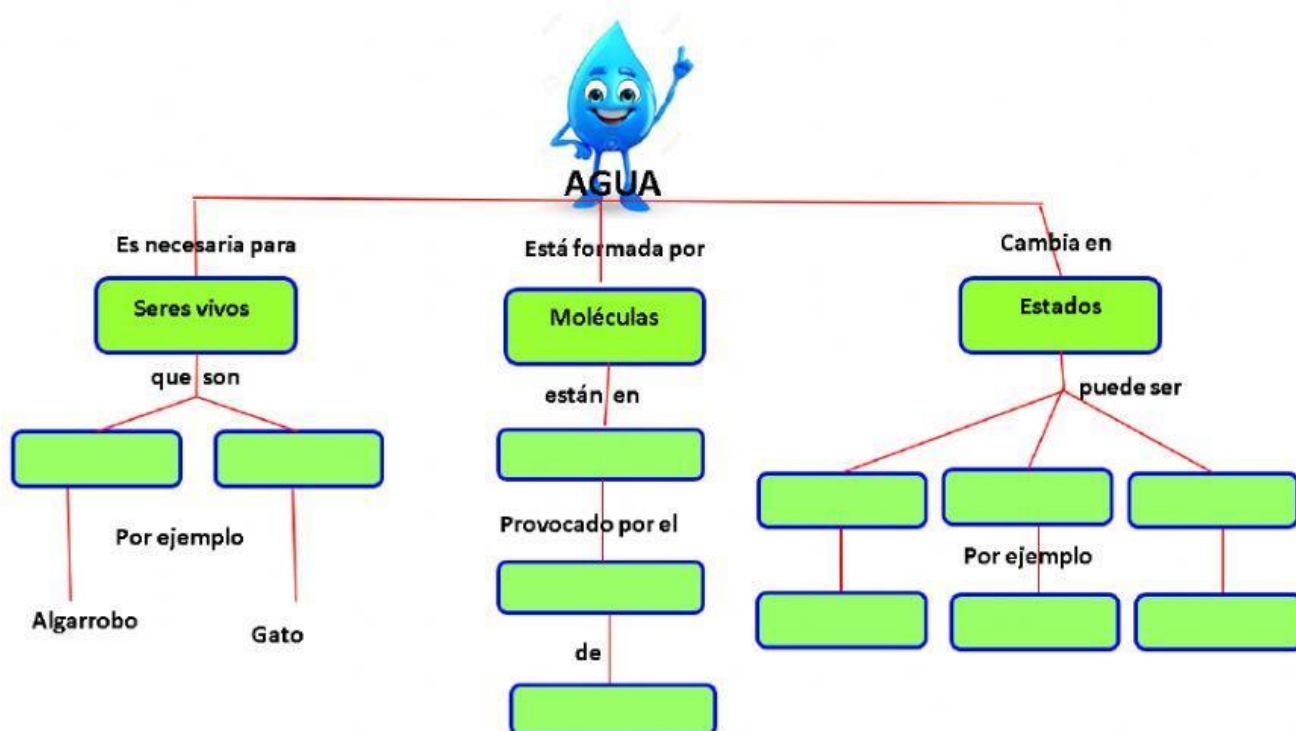 AGUA
Es necesaria para
Está formada por
Cambia en
Seres vivos
Moléculas
Estados
que son
están en
puede ser
Provocado por el
Por ejemplo
Por ejemplo
Algarrobo
Gato
de